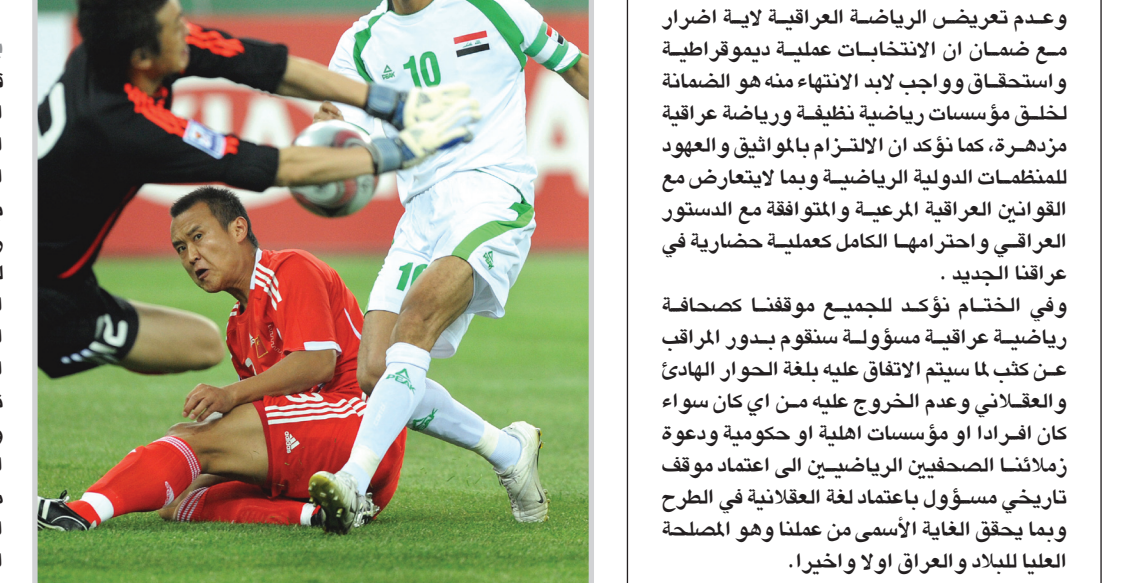 وعدم تعريض الرياضة العراقية لاية اضرار
مع ضمان ان الانتخابات عملية ديموقراطية
واستحقاق وواجب لابد الانتهاء منه هو الضمانة
لخلق مؤسسات رياضية نظيفة ورياضة عراقية
مزدهرة، كما نؤكد ان الالتزام بالمواثيق والعهود
للمنظمات الدولية الرياضية وبما لايتعارض مع
القوانين العراقية المرعية والمتوافقة مع الدستور
العراقي واحترامها الكامل كعملية حضارية في
عراقنا الجديد .
وفي الختام نؤكد للجميع موقفنا كصحافة
رياضية عراقية مسؤولة سنقوم بدور المراقب
عن كثب لما سيتم الاتفاق عليه بلغة الحوار الهادئ
والعقلاني وعدم الخروج عليه من اي كان سواء
كان افرادا او مؤسسات اهلية او حكومية ودعوة
زملائنا الصحفيين الرياضيين الى اعتماد موقف
تاريخي مسؤول باعتماد لغة العقلانية في الطرح
وبما يحقق الغاية الأسمى من عملنا وهو المصلحة
العليا للبلاد والعراق اولا واخيرا.
PEAK
10
10
PEAK
2
adidas